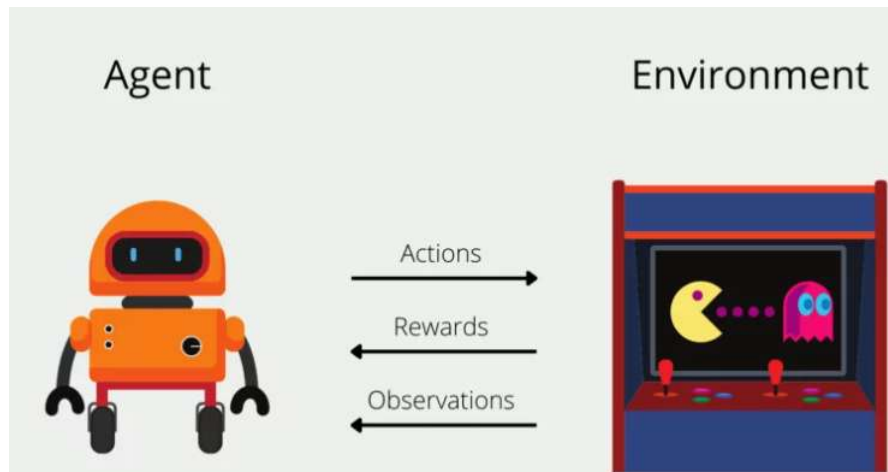 Agent
Environment
Actions
Rewards
Observations